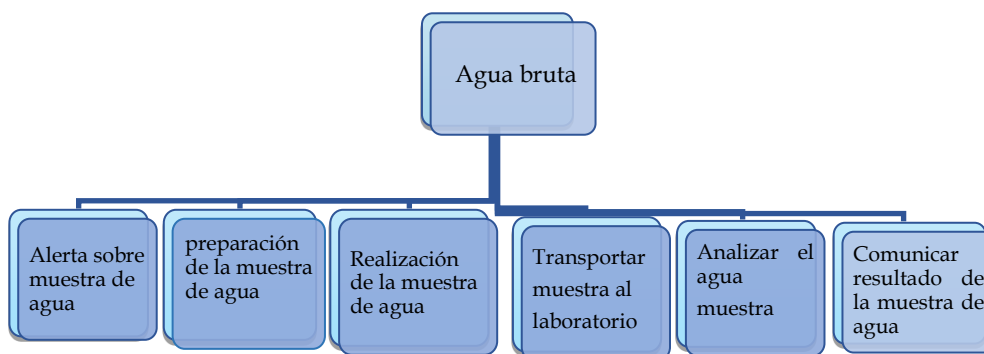 Agua bruta
Alerta sobre
muestra de
agua
preparación
de la muestra
de agua
Realización
de la muestra
de agua
Transportar
muestra al
laboratorio
Analizar el
agua
muestra
Comunicar
resultado de
la muestra de
agua